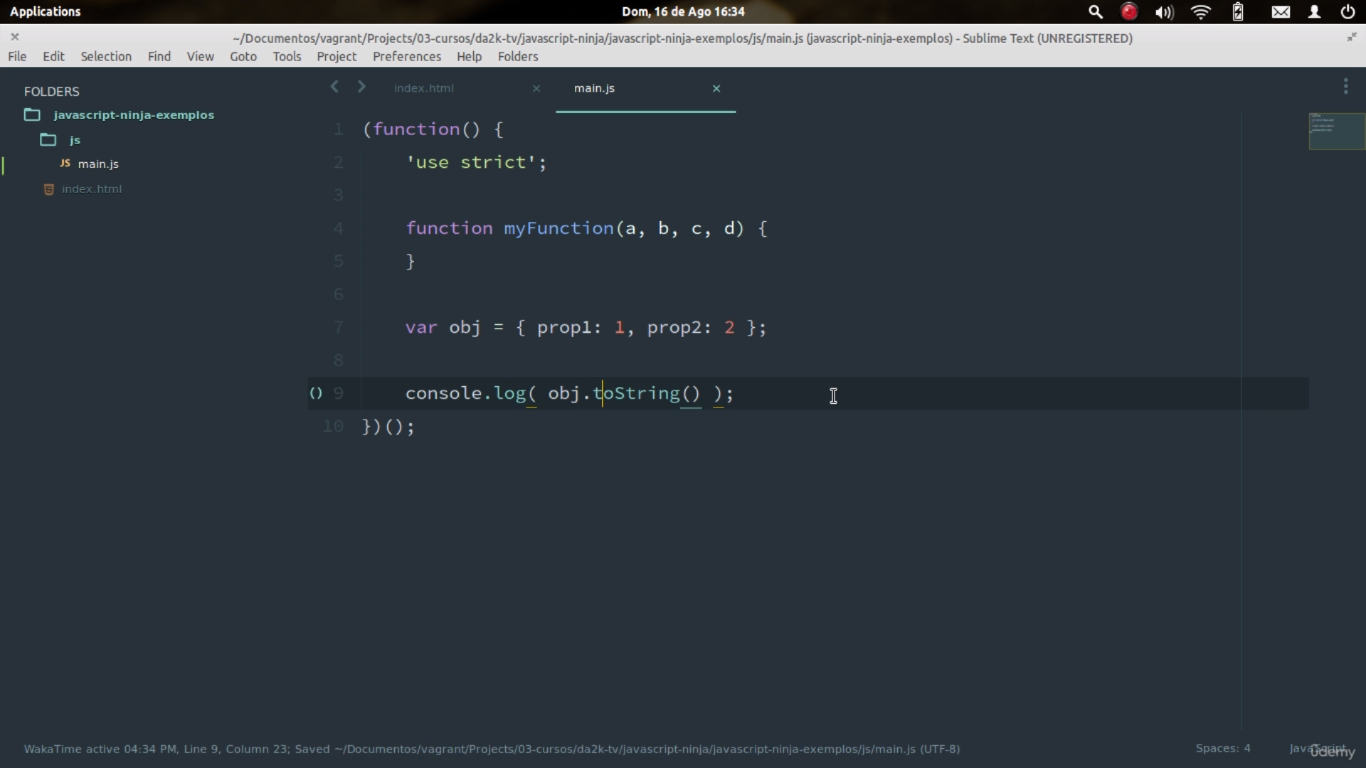 Applications
Dom, 16 de Ago 16:34
~/Documentos/vagrant/Projects/03-cursos/da2k-tv/javascript-ninja/javascript-ninja-exemplos/js/main.js (javascript-ninja-exemplos) - Sublime Text (UNREGISTERED)
File Edit Selection Find View Goto Tools Project Preferences Help Folders
FOLDERS
javascript-ninja-exemplos
js
JS main.js
index.html
index.html × main.js ×
1 (function() {
2 'use strict';
3
4 function myFunction(a, b, c, d) {
5 }
6
7 var obj = { prop1: 1, prop2: 2 };
8
() 9 console.log( obj.toString() );
10 })();
WakaTime active 04:34 PM, Line 9, Column 23; Saved ~/Documentos/vagrant/Projects/03-cursos/da2k-tv/javascript-ninja/javascript-ninja-exemplos/js/main.js (UTF-8)
Spaces: 4
JavaScript
ûdemy